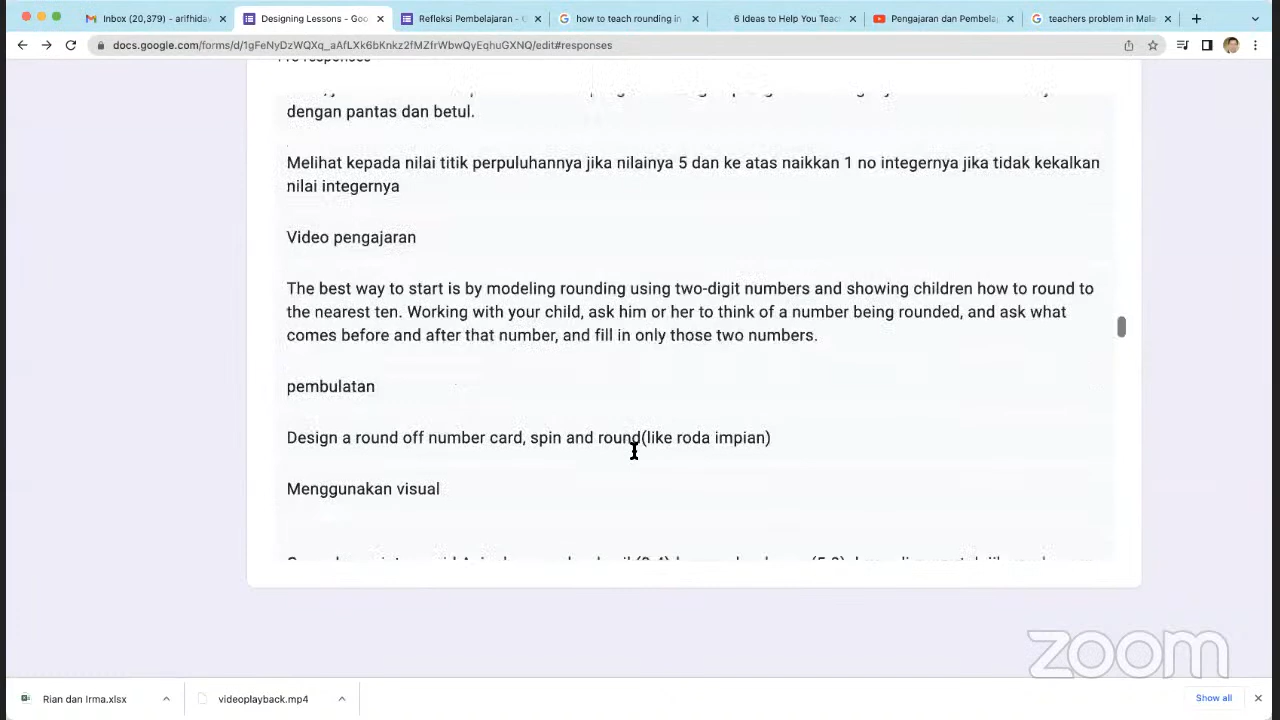 Inbox (20,379) - arifhida
Designing Lessons - Goo
Refleksi Pembelajaran - G
how to teach rounding in
6 Ideas to Help You Teac
Pengajaran dan Pembela
teachers problem in Mala
docs.google.com/forms/d/1gFeNyDzWQXq_aAfLXk6bKnkz2fMZfrWbwQyEqhuGXNQ/edit#responses
dengan pantas dan betul.
Melihat kepada nilai titik perpuluhannya jika nilainya 5 dan ke atas naikkan 1 no integernya jika tidak kekalkan
nilai integernya
Video pengajaran
The best way to start is by modeling rounding using two-digit numbers and showing children how to round to
the nearest ten. Working with your child, ask him or her to think of a number being rounded, and ask what
comes before and after that number, and fill in only those two numbers.
pembulatan
Design a round off number card, spin and round(like roda impian)
Menggunakan visual
zoom
Rian dan Irma.xlsx
videoplayback.mp4
Show all